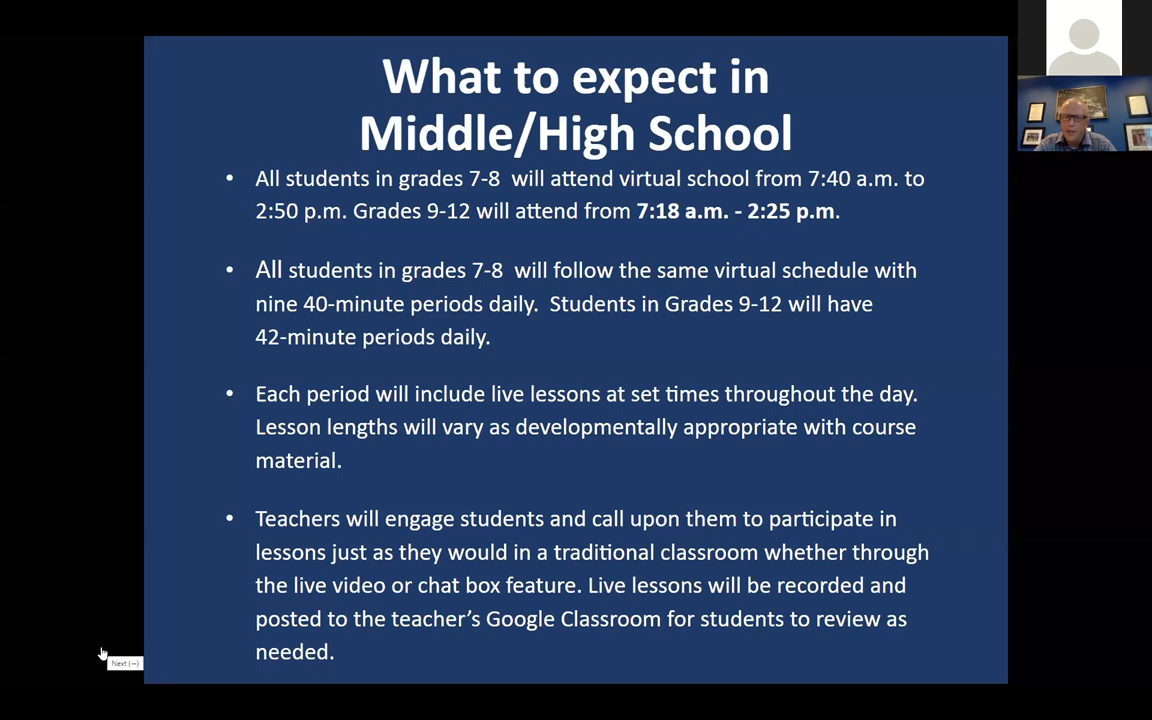 What to expect in
Middle/High School
• All students in grades 7-8  will attend virtual school from 7:40 a.m. to
2:50 p.m. Grades 9-12 will attend from 7:18 a.m. - 2:25 p.m.
• All students in grades 7-8  will follow the same virtual schedule with
nine 40-minute periods daily.  Students in Grades 9-12 will have
42-minute periods daily.
• Each period will include live lessons at set times throughout the day.
Lesson lengths will vary as developmentally appropriate with course
material.
• Teachers will engage students and call upon them to participate in
lessons just as they would in a traditional classroom whether through
the live video or chat box feature. Live lessons will be recorded and
posted to the teacher’s Google Classroom for students to review as
needed.
Next (→)